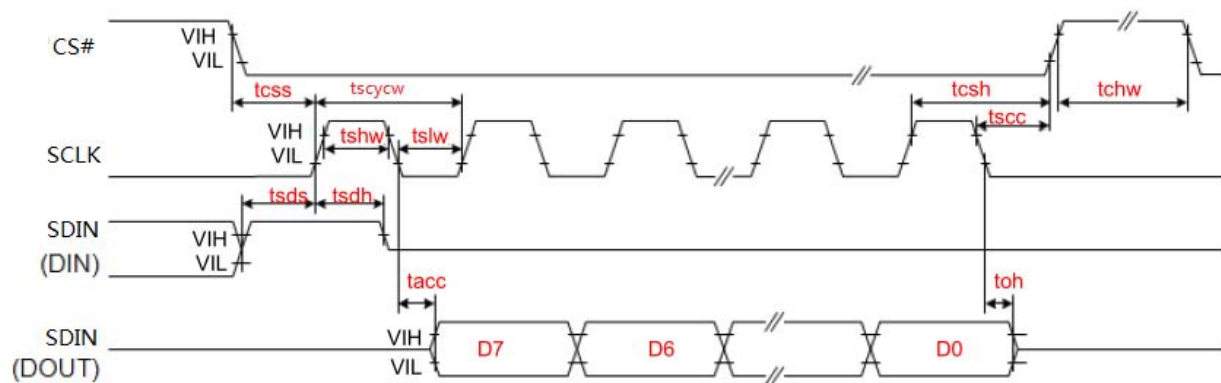 CS#
VIH
VIL
tcss
tscycw
tcsh
tchw
tscc
SCLK
VIH
VIL
tshw
tslw
tsds
tsdh
SDIN
(DIN)
VIH
VIL
tacc
toh
SDIN
(DOUT)
VIH
VIL
D7
D6
D0